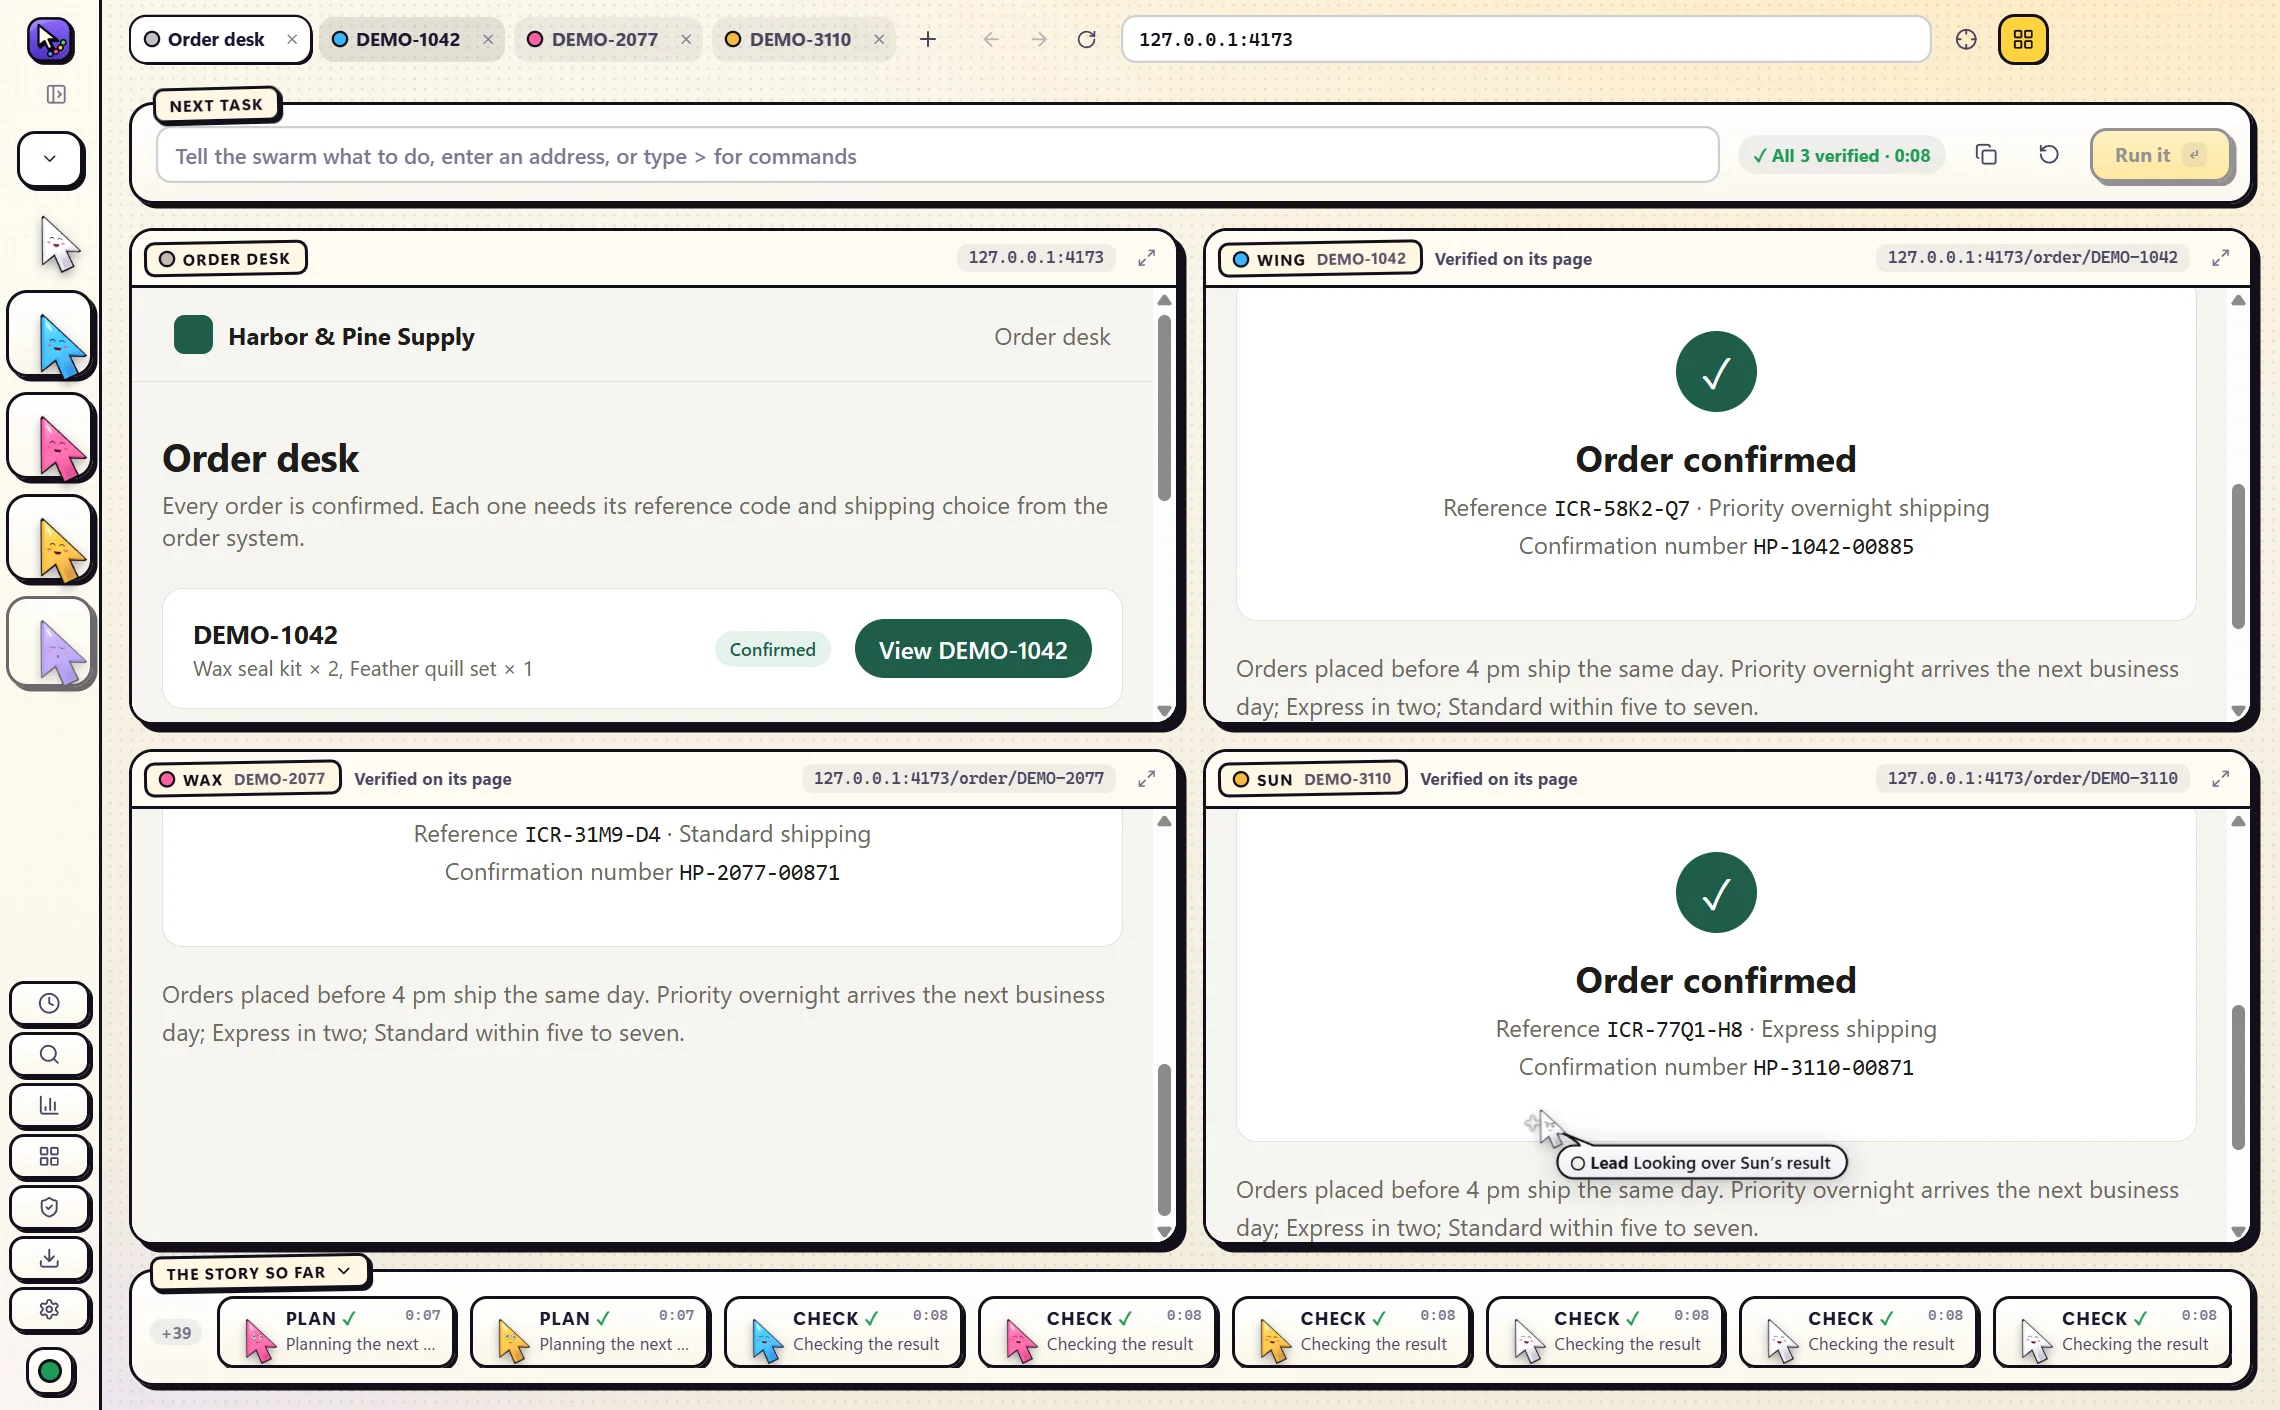 Order desk
DEMO-1042
DEMO-2077
DEMO-3110
127.0.0.1:4173
NEXT TASK
Tell the swarm what to do, enter an address, or type > for commands
✓ All 3 verified · 0:08
Run it
ORDER DESK
127.0.0.1:4173
Harbor & Pine Supply
Order desk
Order desk
Every order is confirmed. Each one needs its reference code and shipping choice from the
order system.
DEMO-1042
Wax seal kit × 2, Feather quill set × 1
Confirmed
View DEMO-1042
WING DEMO-1042
Verified on its page
127.0.0.1:4173/order/DEMO-1042
Order confirmed
Reference ICR-58K2-Q7 · Priority overnight shipping
Confirmation number HP-1042-00885
Orders placed before 4 pm ship the same day. Priority overnight arrives the next business
day; Express in two; Standard within five to seven.
WAX DEMO-2077
Verified on its page
127.0.0.1:4173/order/DEMO-2077
Reference ICR-31M9-D4 · Standard shipping
Confirmation number HP-2077-00871
Orders placed before 4 pm ship the same day. Priority overnight arrives the next business
day; Express in two; Standard within five to seven.
SUN DEMO-3110
Verified on its page
127.0.0.1:4173/order/DEMO-3110
Order confirmed
Reference ICR-77Q1-H8 · Express shipping
Confirmation number HP-3110-00871
Lead Looking over Sun's result
Orders placed before 4 pm ship the same day. Priority overnight arrives the next business
day; Express in two; Standard within five to seven.
THE STORY SO FAR
+39
PLAN ✓ 0:07
Planning the next ...
PLAN ✓ 0:07
Planning the next ...
CHECK ✓ 0:08
Checking the result
CHECK ✓ 0:08
Checking the result
CHECK ✓ 0:08
Checking the result
CHECK ✓ 0:08
Checking the result
CHECK ✓ 0:08
Checking the result
CHECK ✓ 0:08
Checking the result